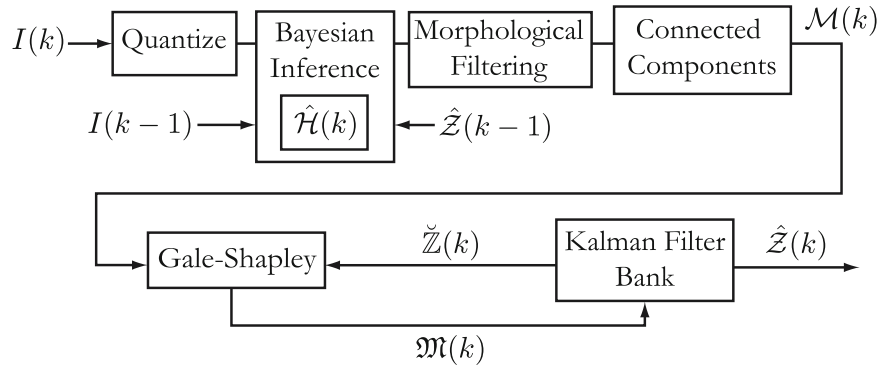 I(k)
Quantize
Bayesian
Inference
Ĥ(k)
Morphological
Filtering
Connected
Components
ℳ(k)
I(k − 1)
𝒵̂(k − 1)
Gale-Shapley
ℤ̆(k)
Kalman Filter
Bank
𝒵̂(k)
𝔐(k)